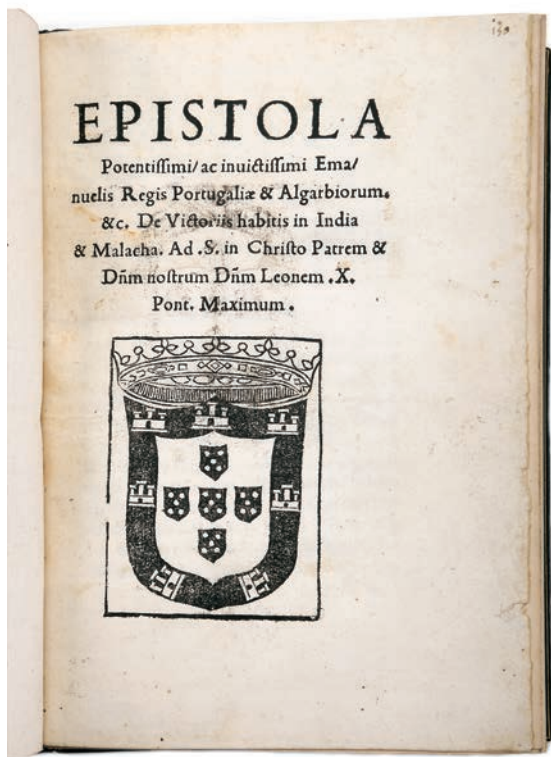 EPISTOLA
Potentiſſimi/ ac inuictiſſimi Ema/
nuelis Regis Portugaliæ & Algarbiorum.
&c. De Victoriis habitis in India
& Malacha. Ad .S. in Chriſto Patrem &
Dñm noſtrum Dñm Leonem .X.
Pont. Maximum .